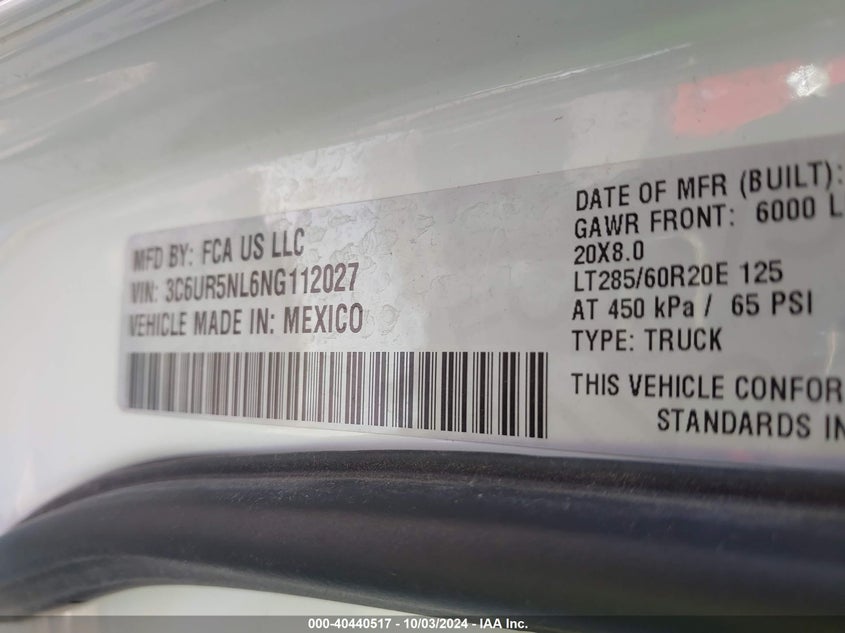 MFD BY: FCA US LLC
VIN: 3C6UR5NL6NG112027
VEHICLE MADE IN: MEXICO
DATE OF MFR (BUILT):
GAWR FRONT: 6000 L
20X8.0
LT285/60R20E 125
AT 450 kPa / 65 PSI
TYPE: TRUCK
THIS VEHICLE CONFOR
STANDARDS IN
000-40440517 - 10/03/2024 - IAA Inc.